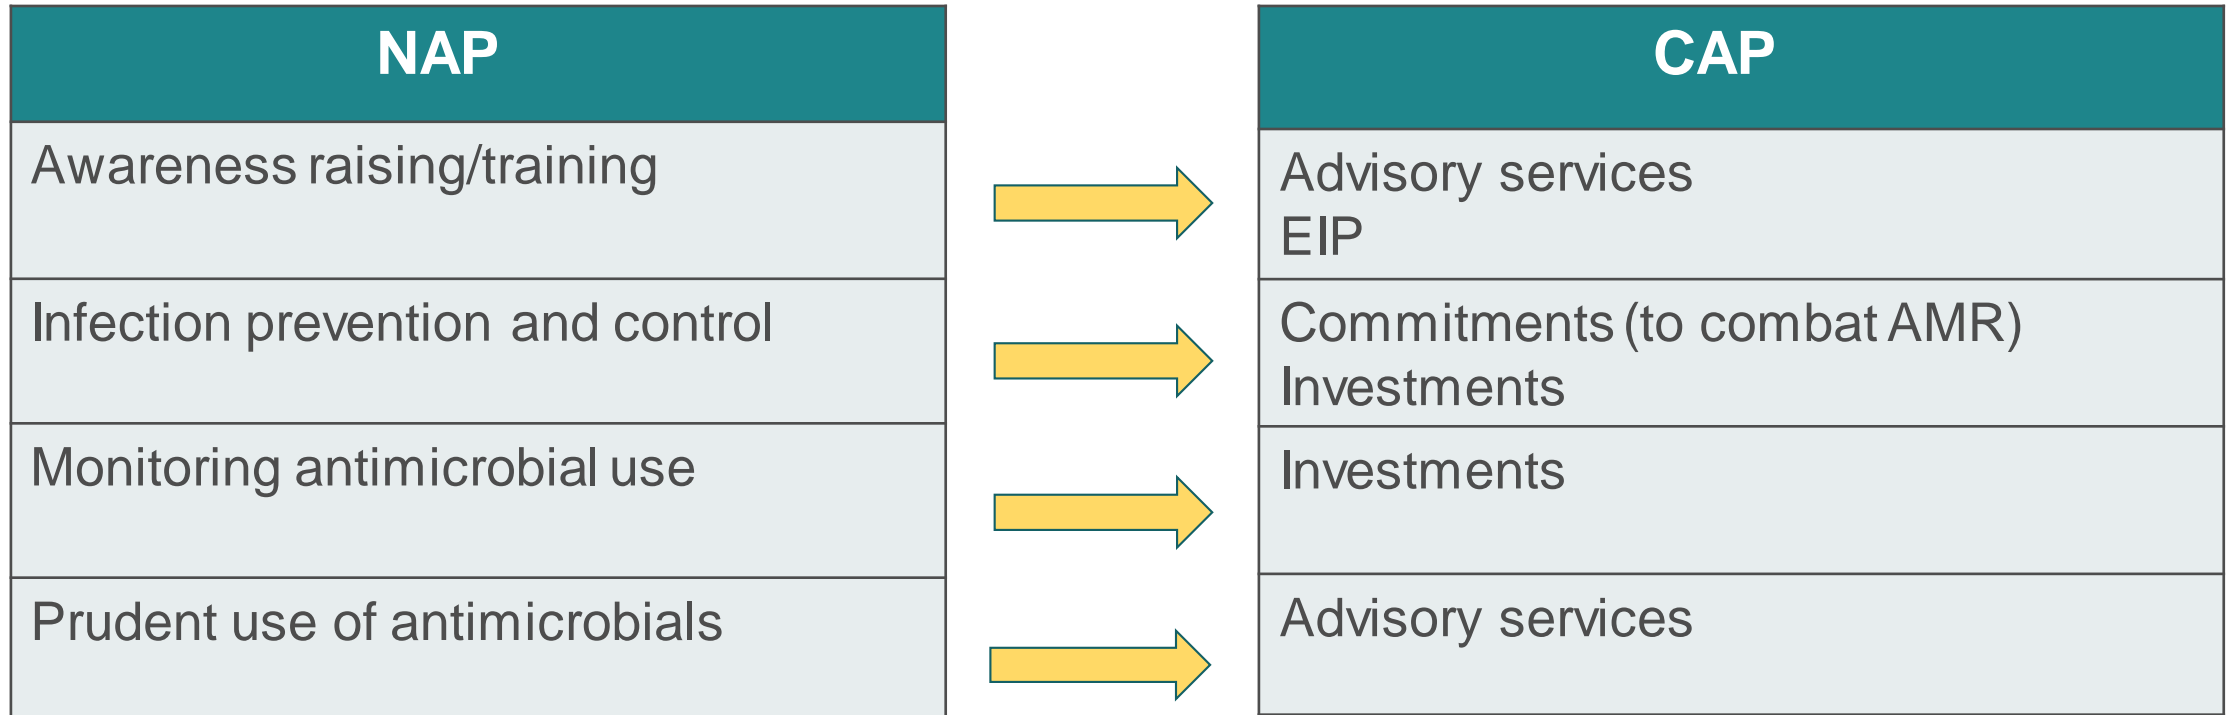 NAP
CAP
Awareness raising/training
Advisory services
EIP
Infection prevention and control
Commitments (to combat AMR)
Investments
Monitoring antimicrobial use
Investments
Prudent use of antimicrobials
Advisory services